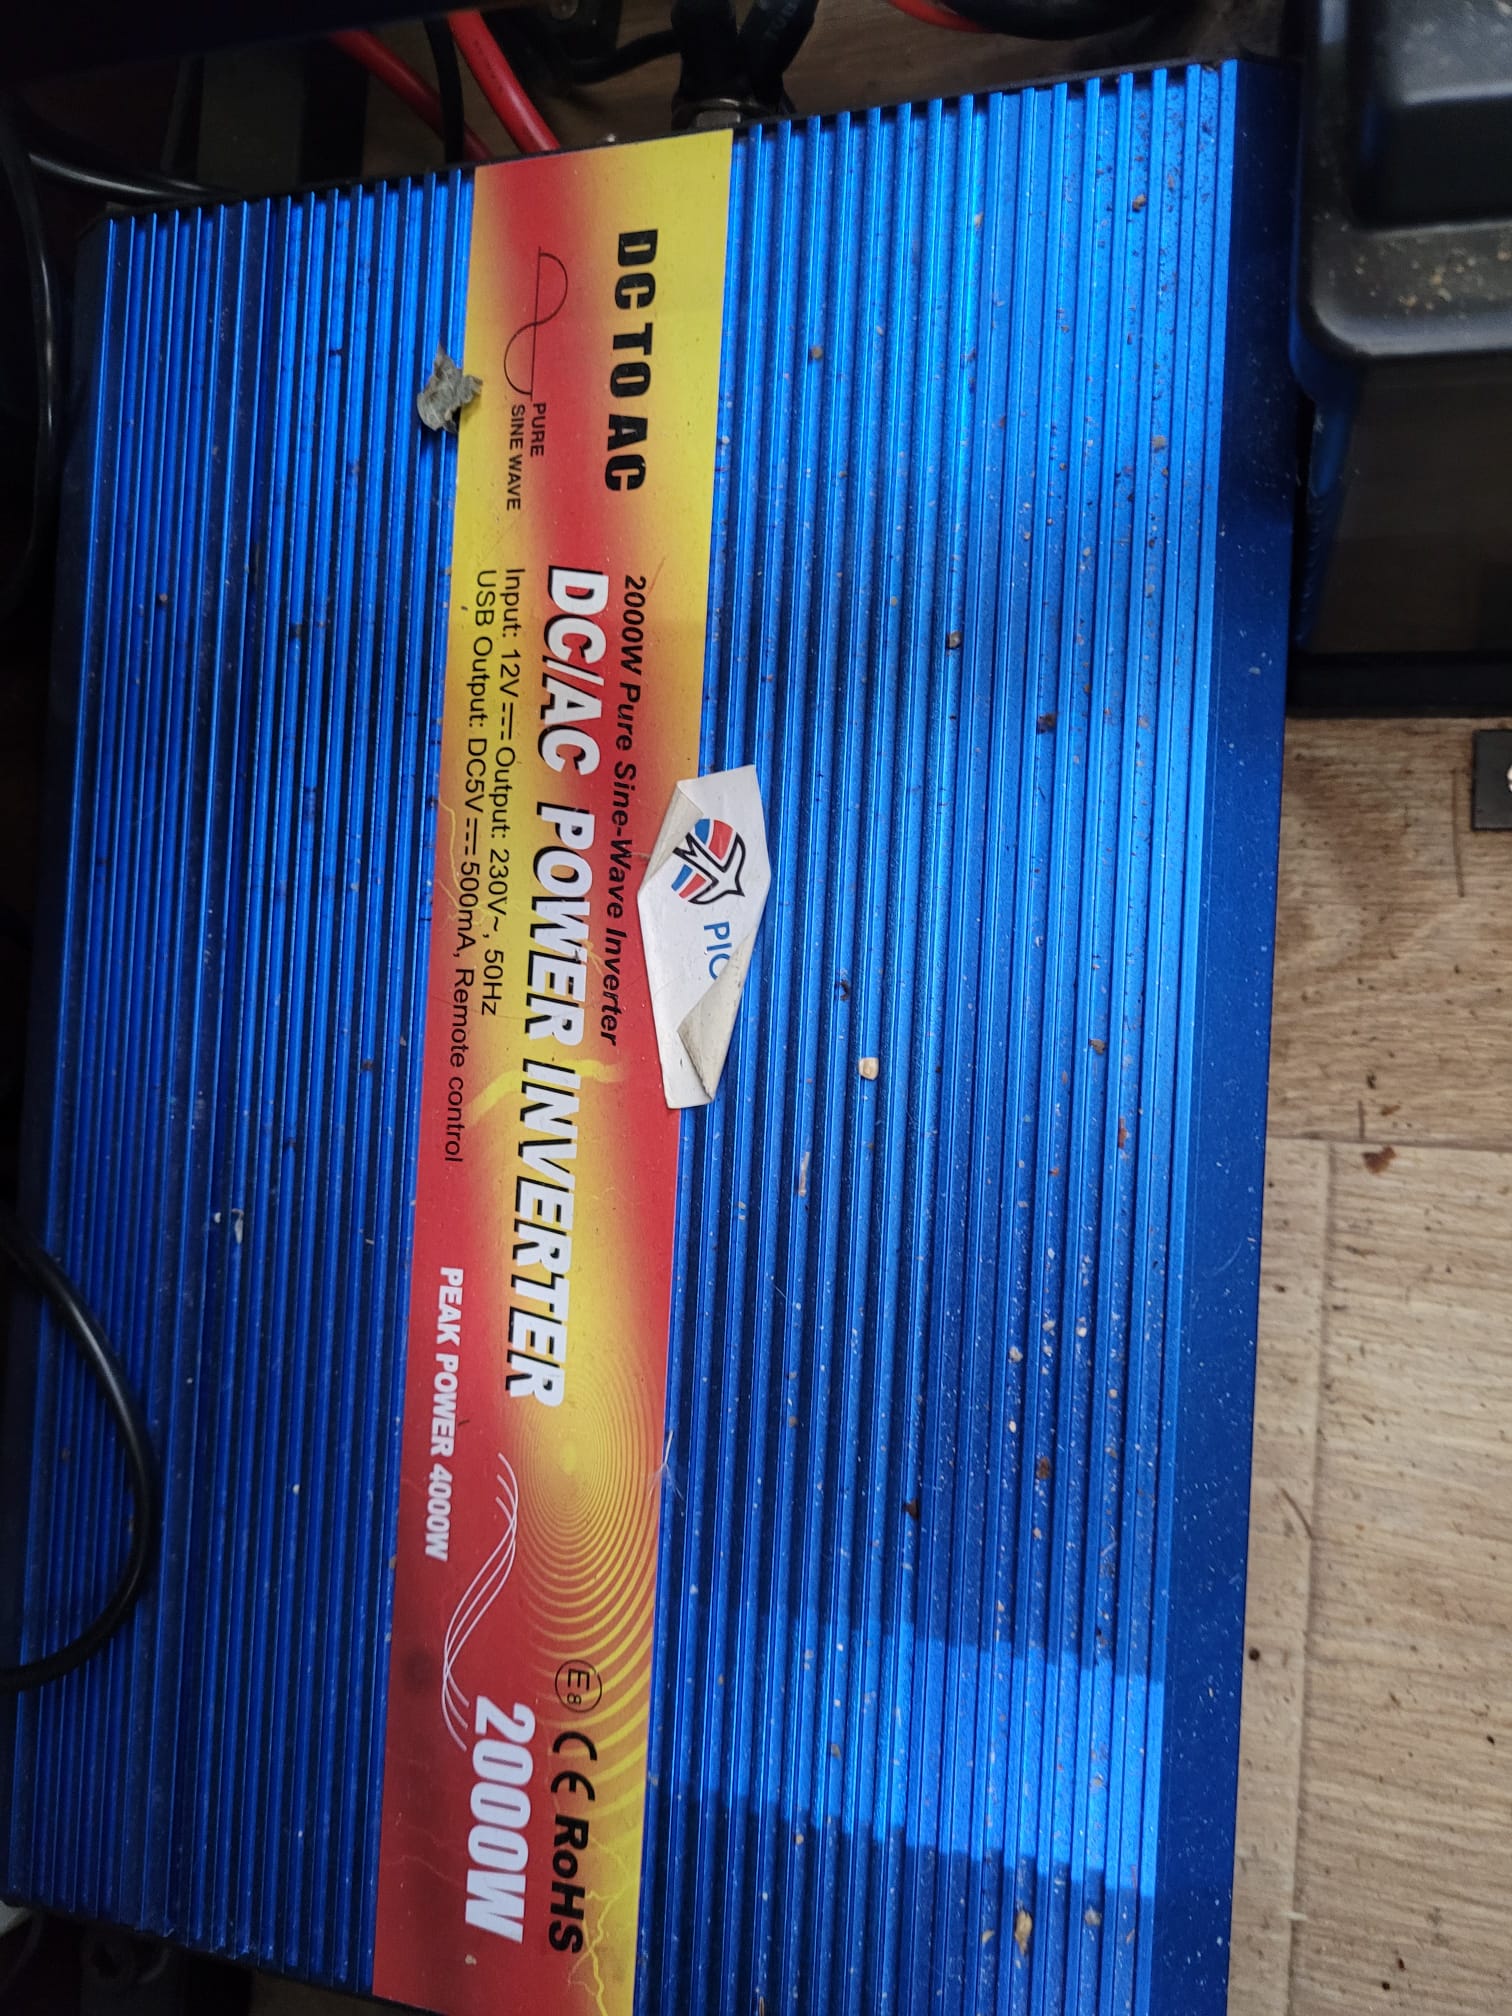 DC TO AC
PURE
SINE WAVE
2000W Pure Sine-Wave Inverter
DC/AC POWER INVERTER
Input: 12V⎓Output: 230V~, 50Hz
USB Output: DC5V⎓500mA, Remote control
PIC
PEAK POWER 4000W
E8 CE RoHS
2000W